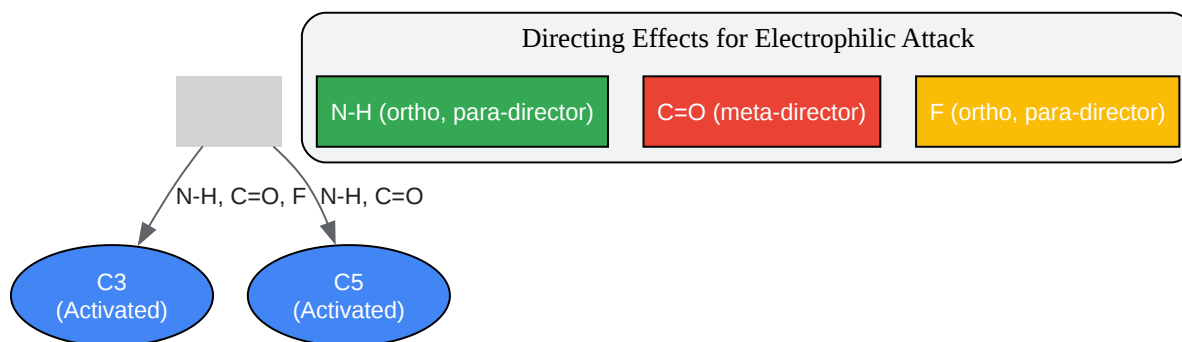 Directing Effects for Electrophilic Attack
N-H (ortho, para-director)
C=O (meta-director)
F (ortho, para-director)
N-H, C=O, F
N-H, C=O
C3
(Activated)
C5
(Activated)